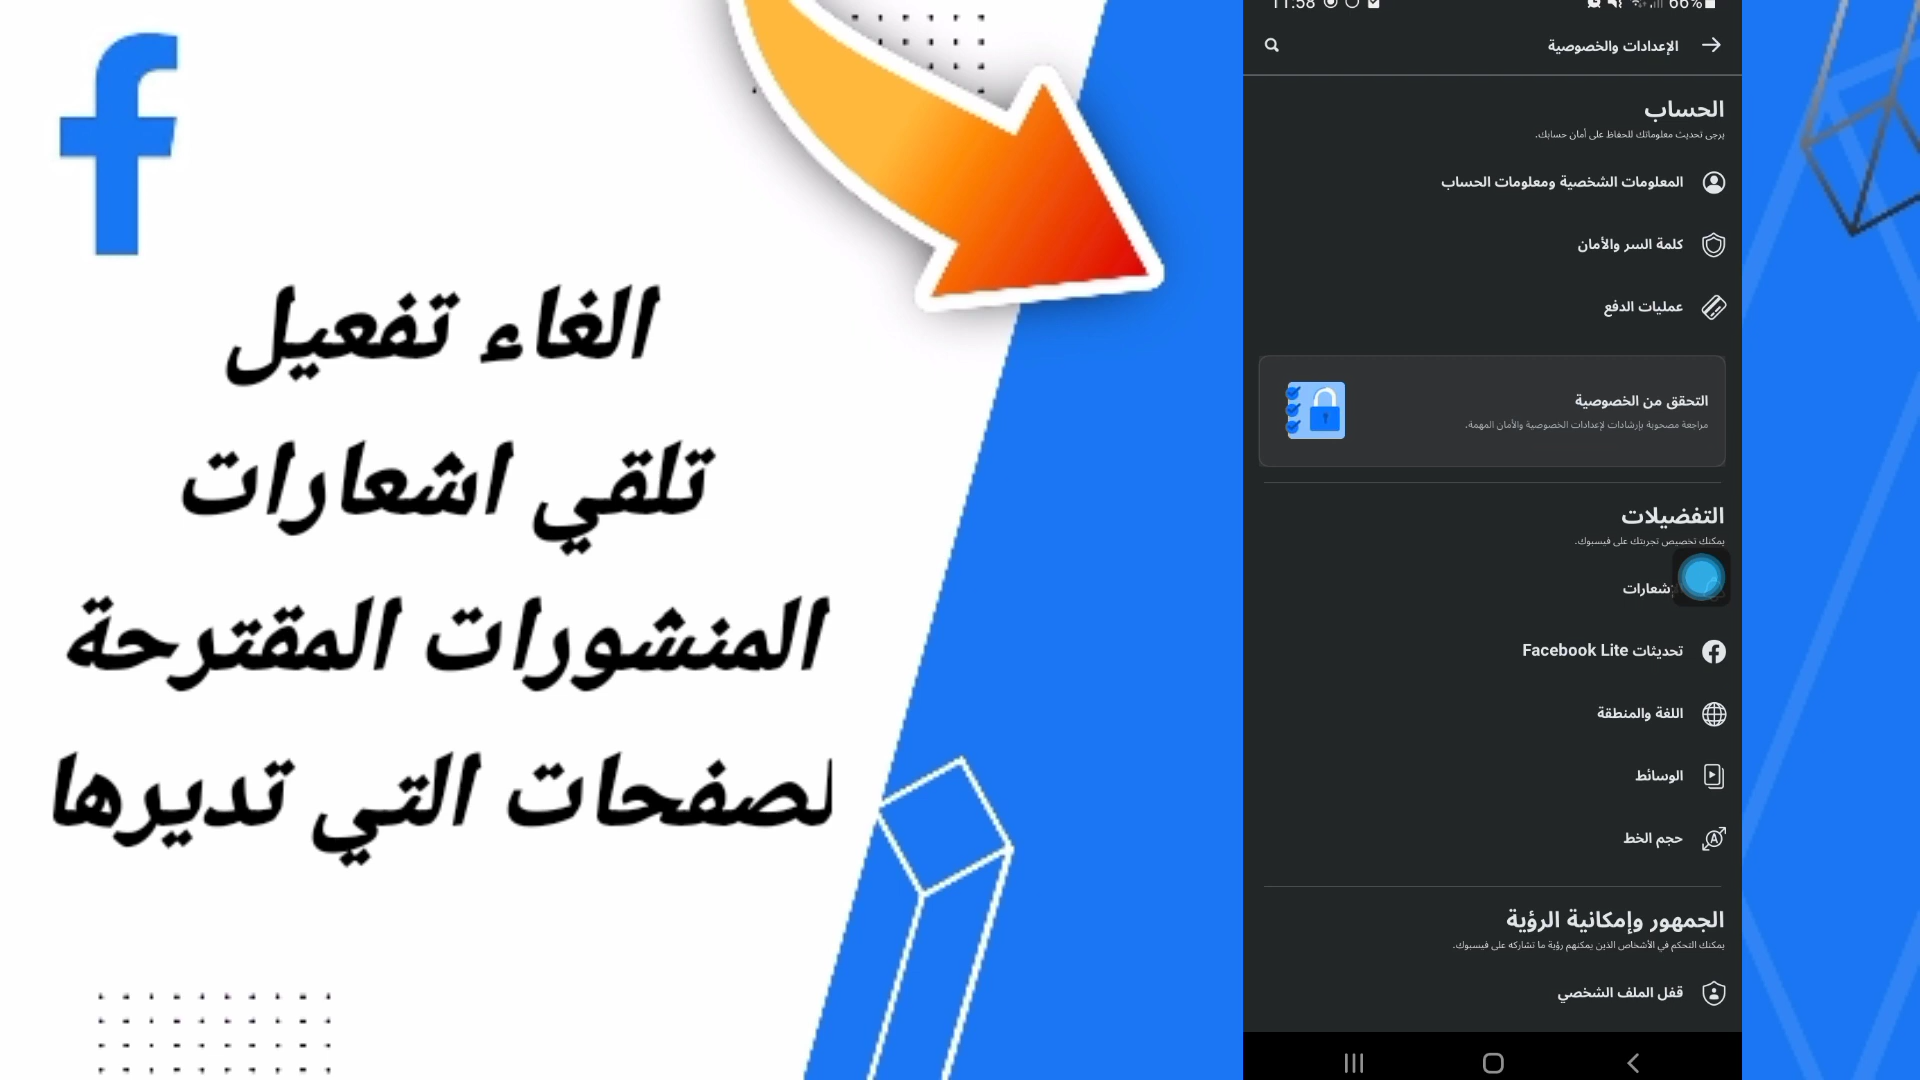 الغاء تفعيل
تلقي اشعارات
المنشورات المقترحة
لصفحات التي تديرها
11:58
66%
الإعدادات والخصوصية
الحساب
يرجى تحديث معلوماتك للحفاظ على أمان حسابك.
المعلومات الشخصية ومعلومات الحساب
كلمة السر والأمان
عمليات الدفع
التحقق من الخصوصية
مراجعة مصحوبة بإرشادات لإعدادات الخصوصية والأمان المهمة.
التفضيلات
يمكنك تخصيص تجربتك على فيسبوك.
تحديثات Facebook Lite
اللغة والمنطقة
الوسائط
حجم الخط
الجمهور وإمكانية الرؤية
يمكنك التحكم في الأشخاص الذين يمكنهم رؤية ما تشاركه على فيسبوك.
قفل الملف الشخصي